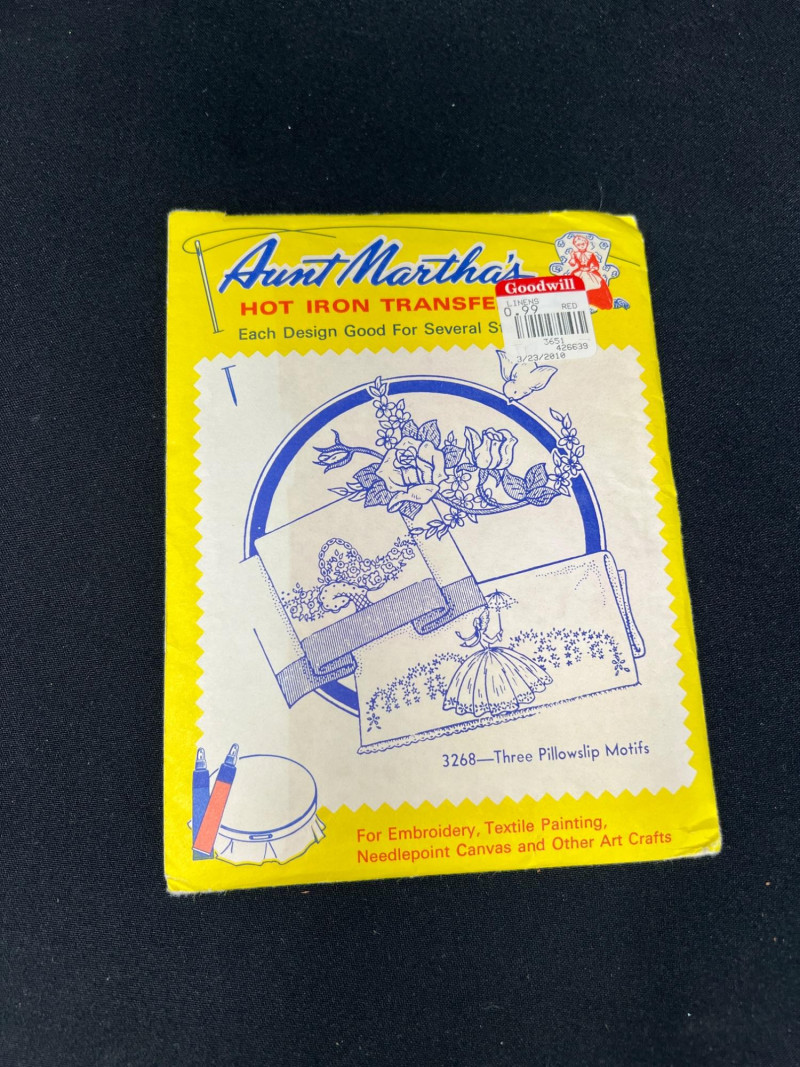 Aunt Martha's
HOT IRON TRANSFE
Each Design Good For Several S
Goodwill
LINENS
0.99 RED
3651
426639
3/23/2010
3268—Three Pillowslip Motifs
For Embroidery, Textile Painting,
Needlepoint Canvas and Other Art Crafts